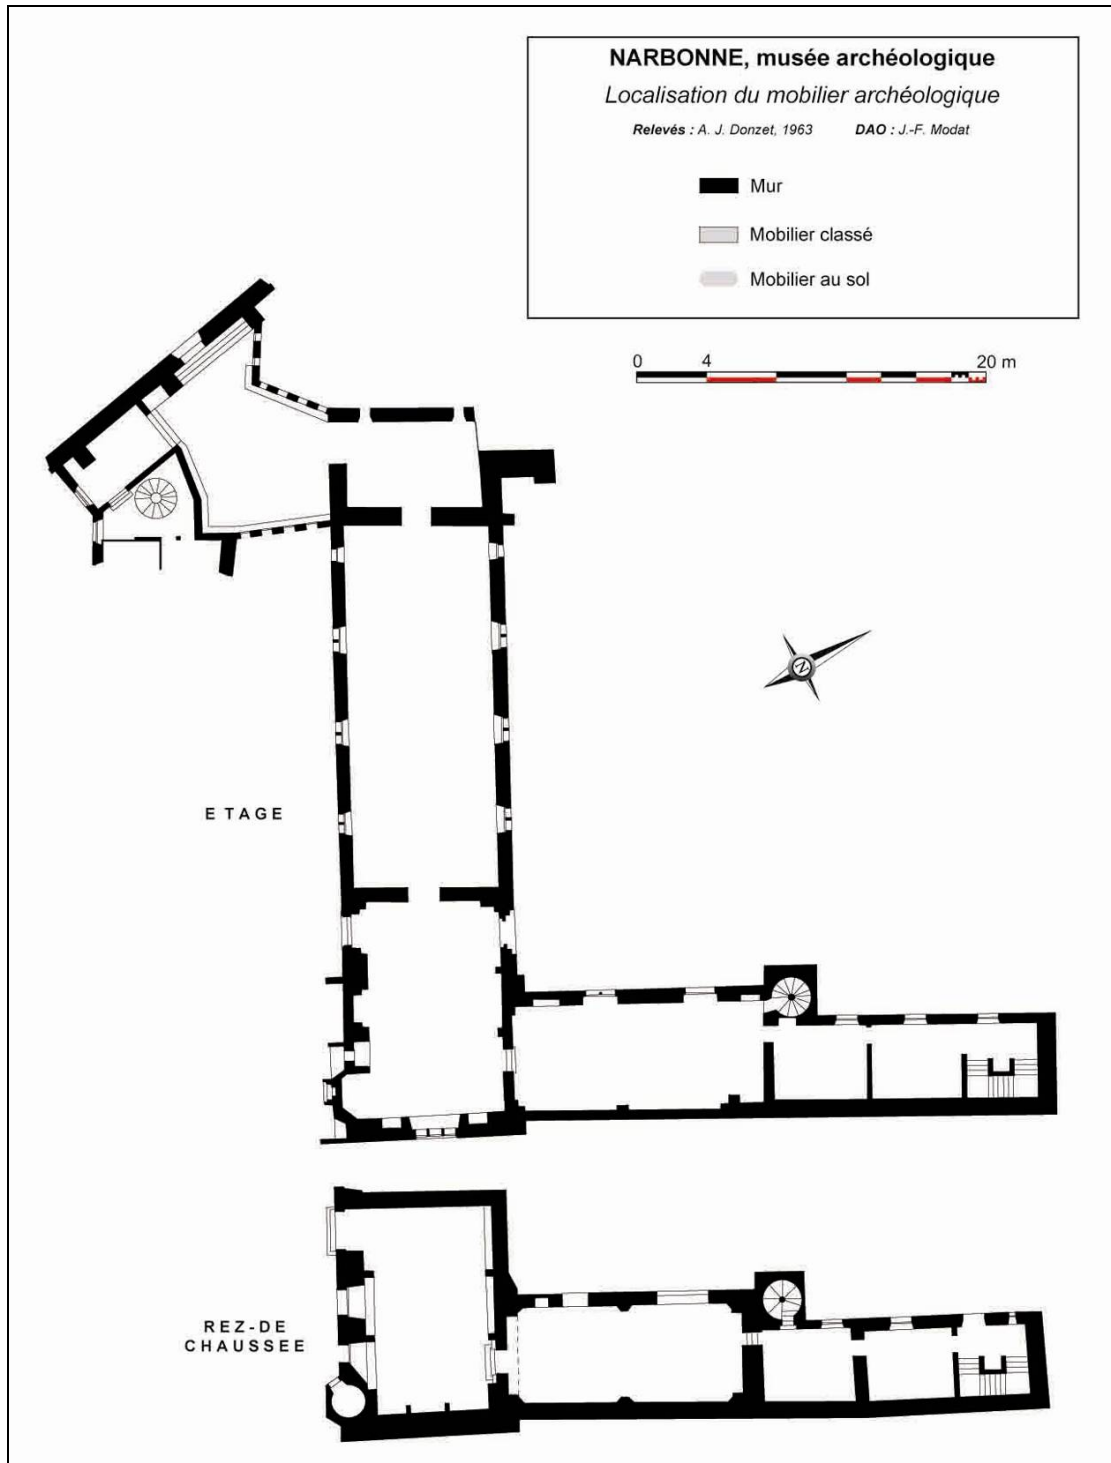 NARBONNE, musée archéologique
Localisation du mobilier archéologique
Relevés : A. J. Donzet, 1963 DAO : J.-F. Modat
Mur
Mobilier classé
Mobilier au sol
0 4 20 m
N
E TAGE
REZ-DE
CHAUSSEE